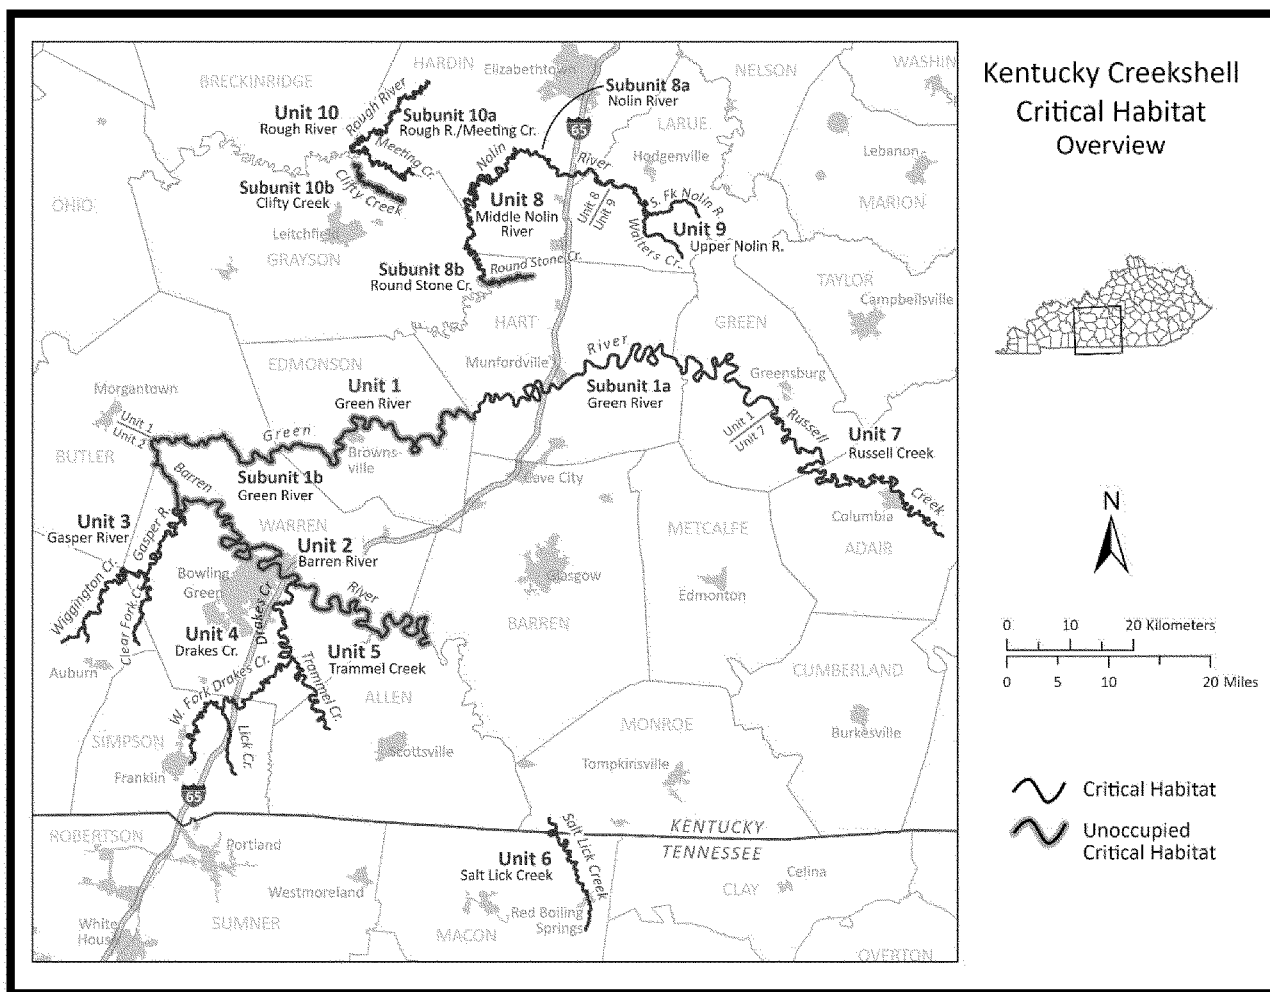 Kentucky Creekshell
Critical Habitat
Overview
HARDIN
Elizabethtown
NELSON
WASHIN
BRECKINRIDGE
Subunit 8a
Nolin River
Unit 10
Rough River
Rough River
Subunit 10a
Rough R./Meeting Cr.
65
LARUE
Hodgenville
Lebanon
MARION
Meeting Cr.
Nolin
River
Subunit 10b
Clifty Creek
Clifty Creek
OHIO
Leitchfield
GRAYSON
Unit 8
Middle Nolin
River
Unit 8
Unit 9
S. Fk Nolin R.
Unit 9
Upper Nolin R.
Walters Cr.
Subunit 8b
Round Stone Cr.
Round Stone Cr.
TAYLOR
Campbellsville
HART
GREEN
EDMONSON
Munfordville
River
Greensburg
Morgantown
Unit 1
Green River
Subunit 1a
Green River
Unit 1
Unit 2
Green
Unit 1
Unit 7
Russell
Unit 7
Russell Creek
BUTLER
Browns-
ville
Barren
Subunit 1b
Green River
Cave City
Creek
Columbia
ADAIR
Unit 3
Gasper River
Gasper R.
WARREN
METCALFE
Unit 2
Barren River
Wiggington Cr.
Clear Fork Cr.
Bowling
Green
Drakes Cr.
River
Glasgow
Edmonton
BARREN
Unit 4
Drakes Cr.
Unit 5
Trammel Creek
Auburn
W. Fork Drakes Cr.
Trammel Cr.
ALLEN
CUMBERLAND
MONROE
Burkesville
SIMPSON
Lick Cr.
Scottsville
Tompkinsville
Franklin
65
KENTUCKY
TENNESSEE
ROBERTSON
Portland
Salt Lick Creek
Unit 6
Salt Lick Creek
Westmoreland
CLAY
Celina
Red Boiling
Springs
White
House
SUMNER
MACON
OVERTON
N
0 10 20 Kilometers
0 5 10 20 Miles
Critical Habitat
Unoccupied
Critical Habitat